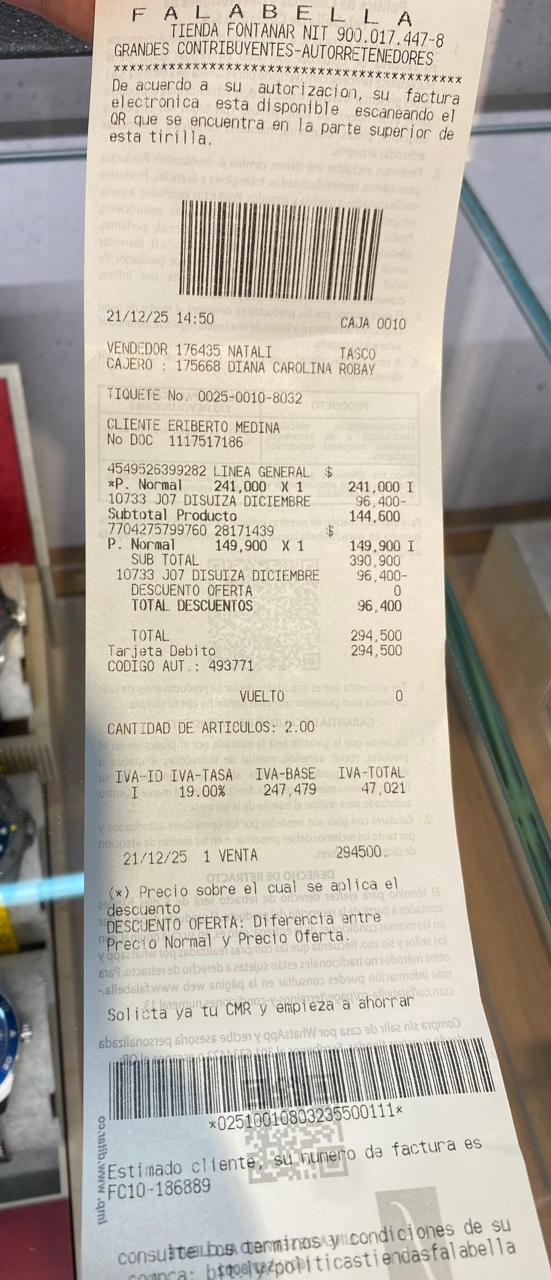 F A L A B E L L A
TIENDA FONTANAR NIT 900.017.447-8
GRANDES CONTRIBUYENTES-AUTORRETENEDORES
******************************************
De acuerdo a su autorizacion, su factura
electronica esta disponible escaneando el
QR que se encuentra en la parte superior de
esta tirilla.
21/12/25 14:50 CAJA 0010
VENDEDOR 176435 NATALI TASCO
CAJERO : 175668 DIANA CAROLINA ROBAY
TIQUETE No. 0025-0010-8032
CLIENTE ERIBERTO MEDINA
No DOC 1117517186
4549526399282 LINEA GENERAL $
*P. Normal 241,000 X 1 241,000 I
10733 J07 DISUIZA DICIEMBRE 96,400-
Subtotal Producto 144,600
7704275799760 28171439 $
P. Normal 149,900 X 1 149,900 I
SUB TOTAL 390,900
10733 J07 DISUIZA DICIEMBRE 96,400-
DESCUENTO OFERTA 0
TOTAL DESCUENTOS 96,400
TOTAL 294,500
Tarjeta Debito 294,500
CODIGO AUT.: 493771
VUELTO 0
CANTIDAD DE ARTICULOS: 2.00
IVA-ID IVA-TASA IVA-BASE IVA-TOTAL
I 19.00% 247,479 47,021
21/12/25 1 VENTA 294500.
(*) Precio sobre el cual se aplica el
descuento
DESCUENTO OFERTA: Diferencia entre
Precio Normal y Precio Oferta.
Solicta ya tu CMR y empieza a ahorrar
*02510010803235500111*
Estimado cliente, su numero de factura es
FC10-186889
consulte los terminos y condiciones de su
compra: bit.ly/politicastiendasfalabella